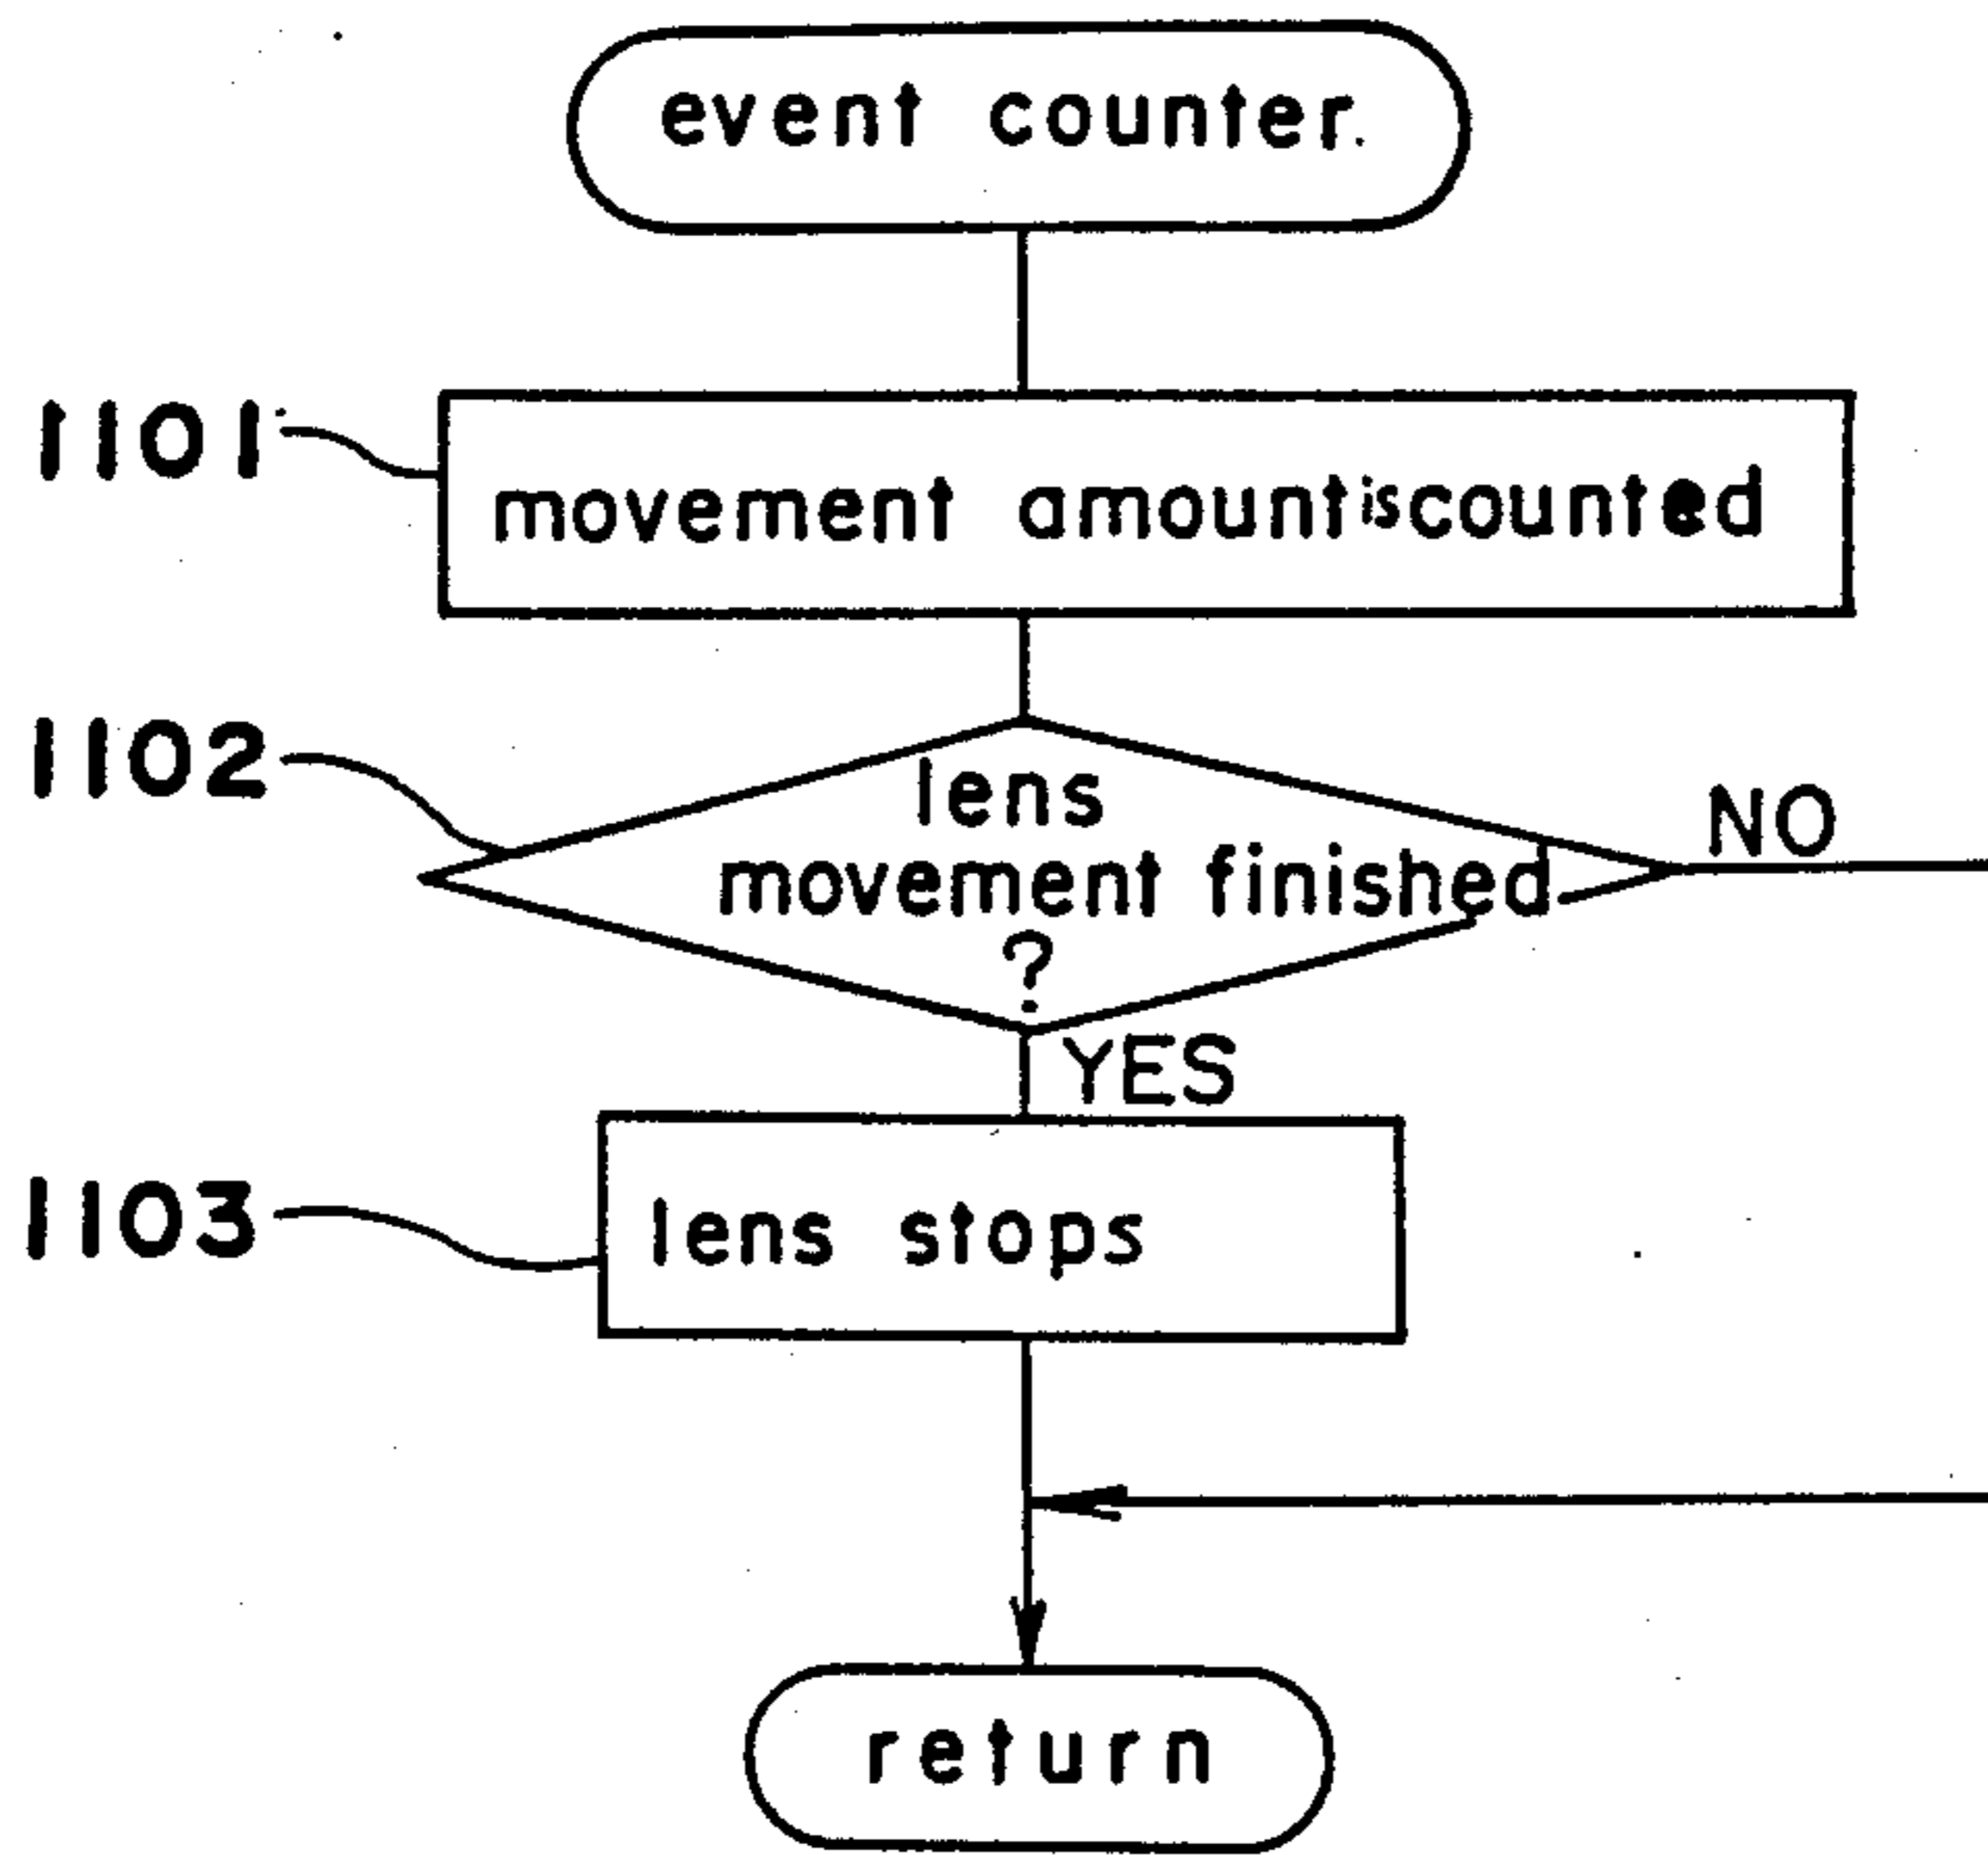 event counter.
1101
movement amount is counted
1102
lens
movement finished
?
NO
YES
1103
lens stops
return